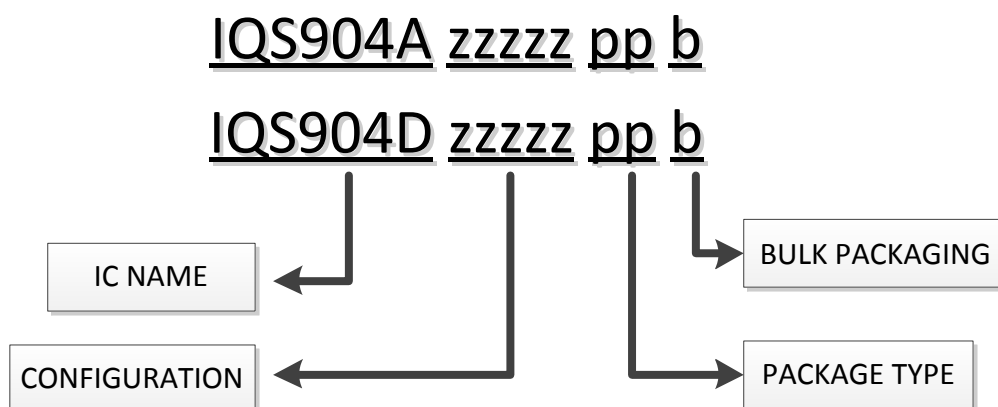 IQS904A zzzzz pp b
IQS904D zzzzz pp b
IC NAME
BULK PACKAGING
CONFIGURATION
PACKAGE TYPE